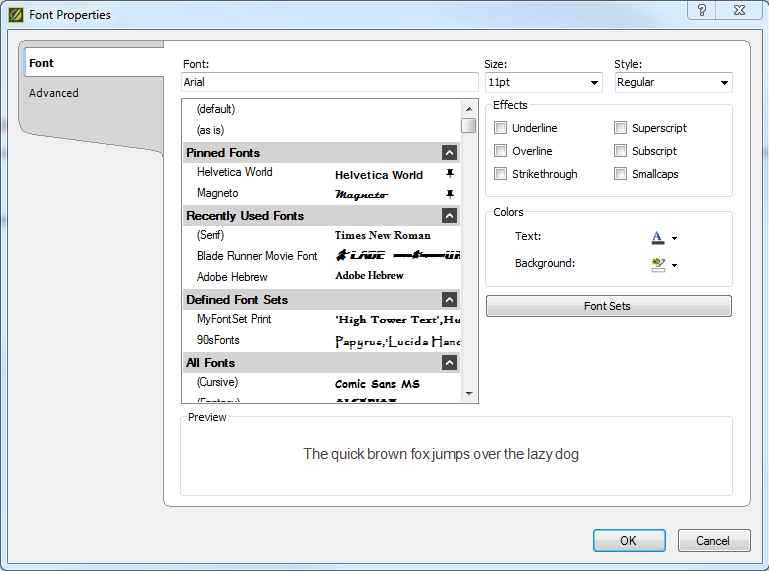 Font Properties
?
Font
Advanced
Font:
Size:
Style:
Arial
11pt
Regular
(default)
(as is)
Pinned Fonts
Helvetica World Helvetica World
Magneto Magneto
Recently Used Fonts
(Serif) Times New Roman
Blade Runner Movie Font
Adobe Hebrew Adobe Hebrew
Defined Font Sets
MyFontSet Print 'High Tower Text',Hu
90sFonts Papyrus,'Lucida Hand
All Fonts
(Cursive) Comic Sans MS
Effects
Underline Superscript
Overline Subscript
Strikethrough Smallcaps
Colors
Text:
Background:
Font Sets
Preview
The quick brown fox jumps over the lazy dog
OK Cancel